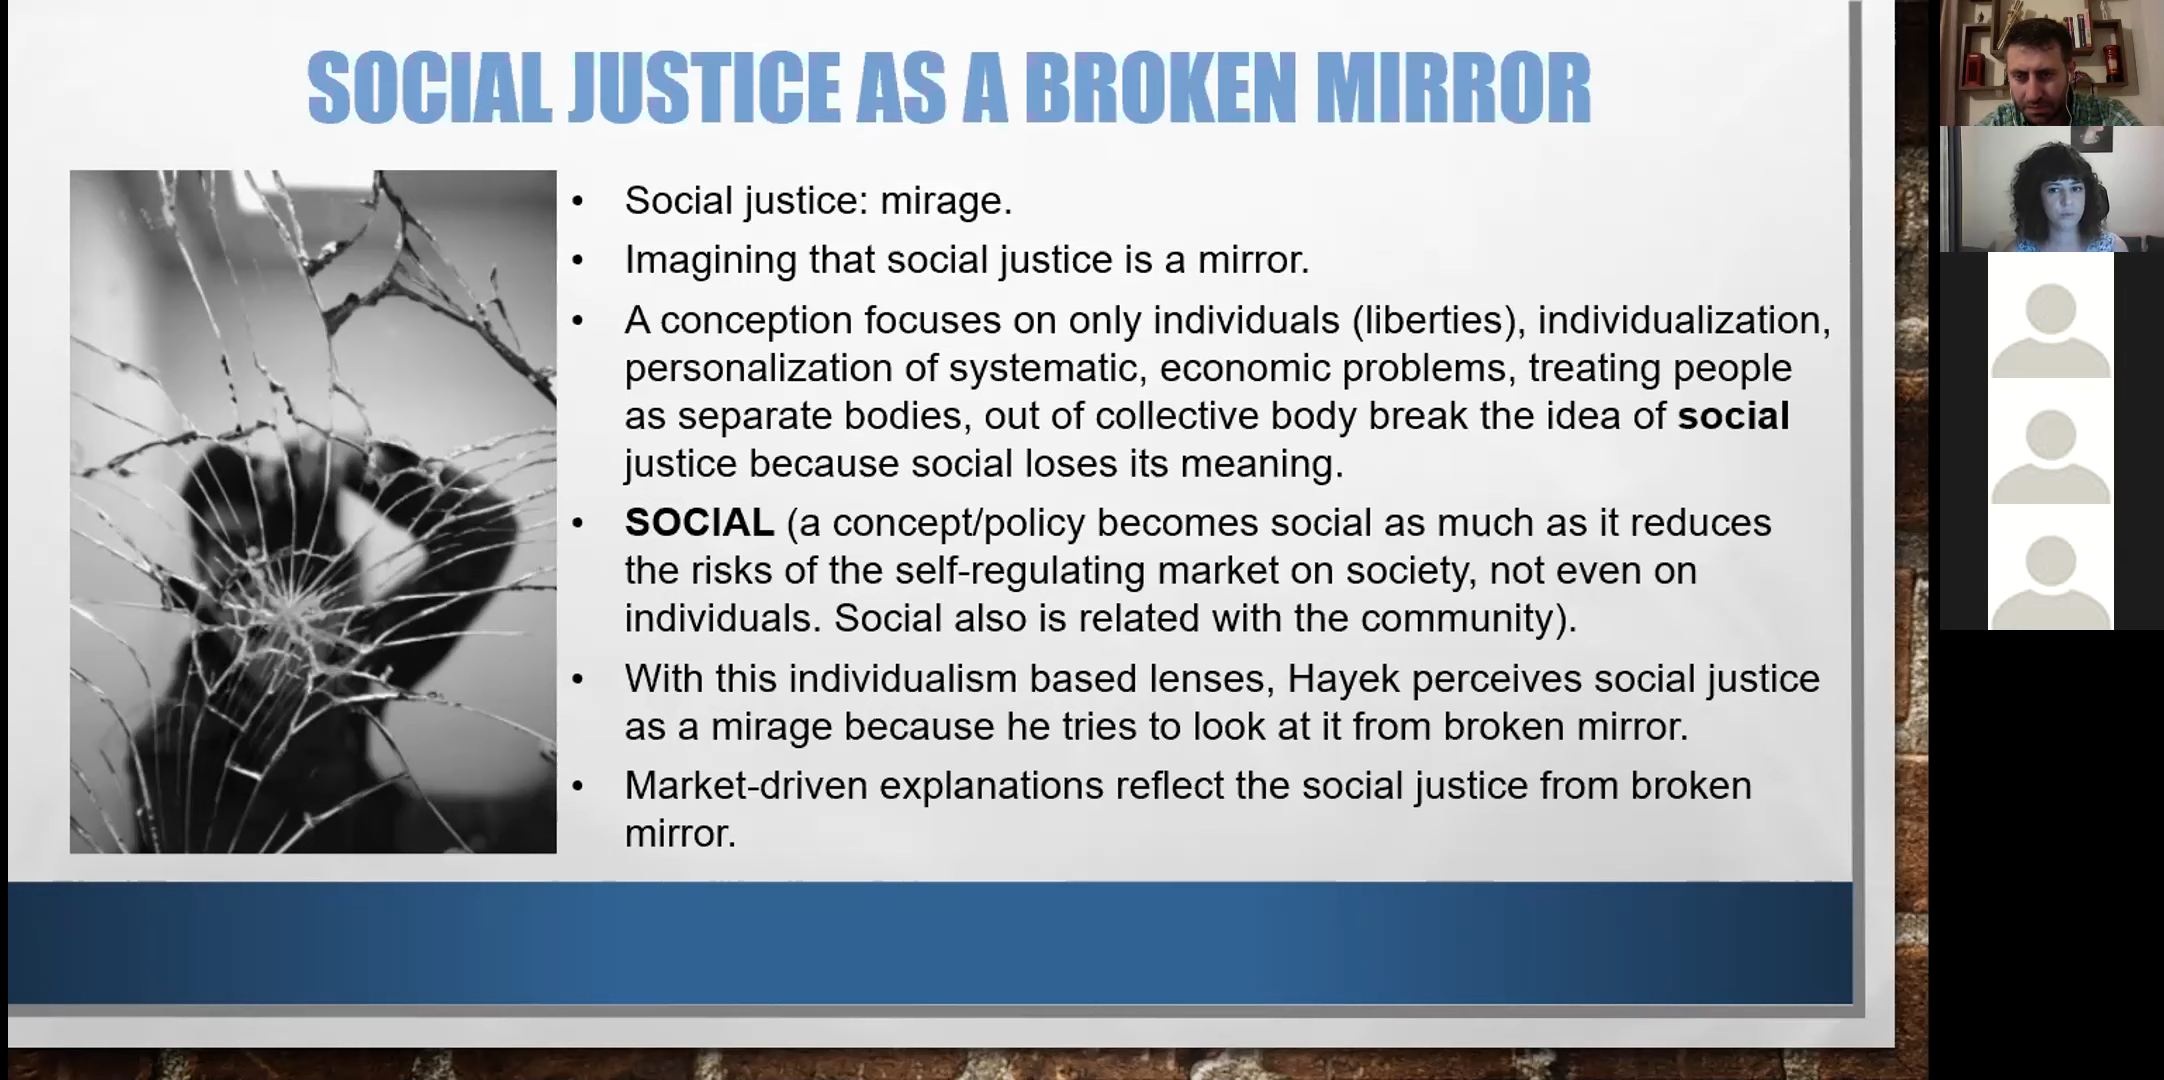 SOCIAL JUSTICE AS A BROKEN MIRROR
• Social justice: mirage.
• Imagining that social justice is a mirror.
• A conception focuses on only individuals (liberties), individualization,
personalization of systematic, economic problems, treating people
as separate bodies, out of collective body break the idea of social
justice because social loses its meaning.
• SOCIAL (a concept/policy becomes social as much as it reduces
the risks of the self-regulating market on society, not even on
individuals. Social also is related with the community).
• With this individualism based lenses, Hayek perceives social justice
as a mirage because he tries to look at it from broken mirror.
• Market-driven explanations reflect the social justice from broken
mirror.